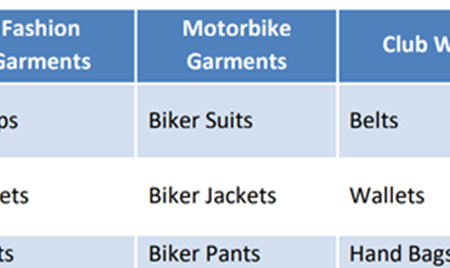 Fashion Motorbike
Garments Garments Club W
ps Biker Suits Belts
ets Biker Jackets Wallets
ts Biker Pants Hand Bags